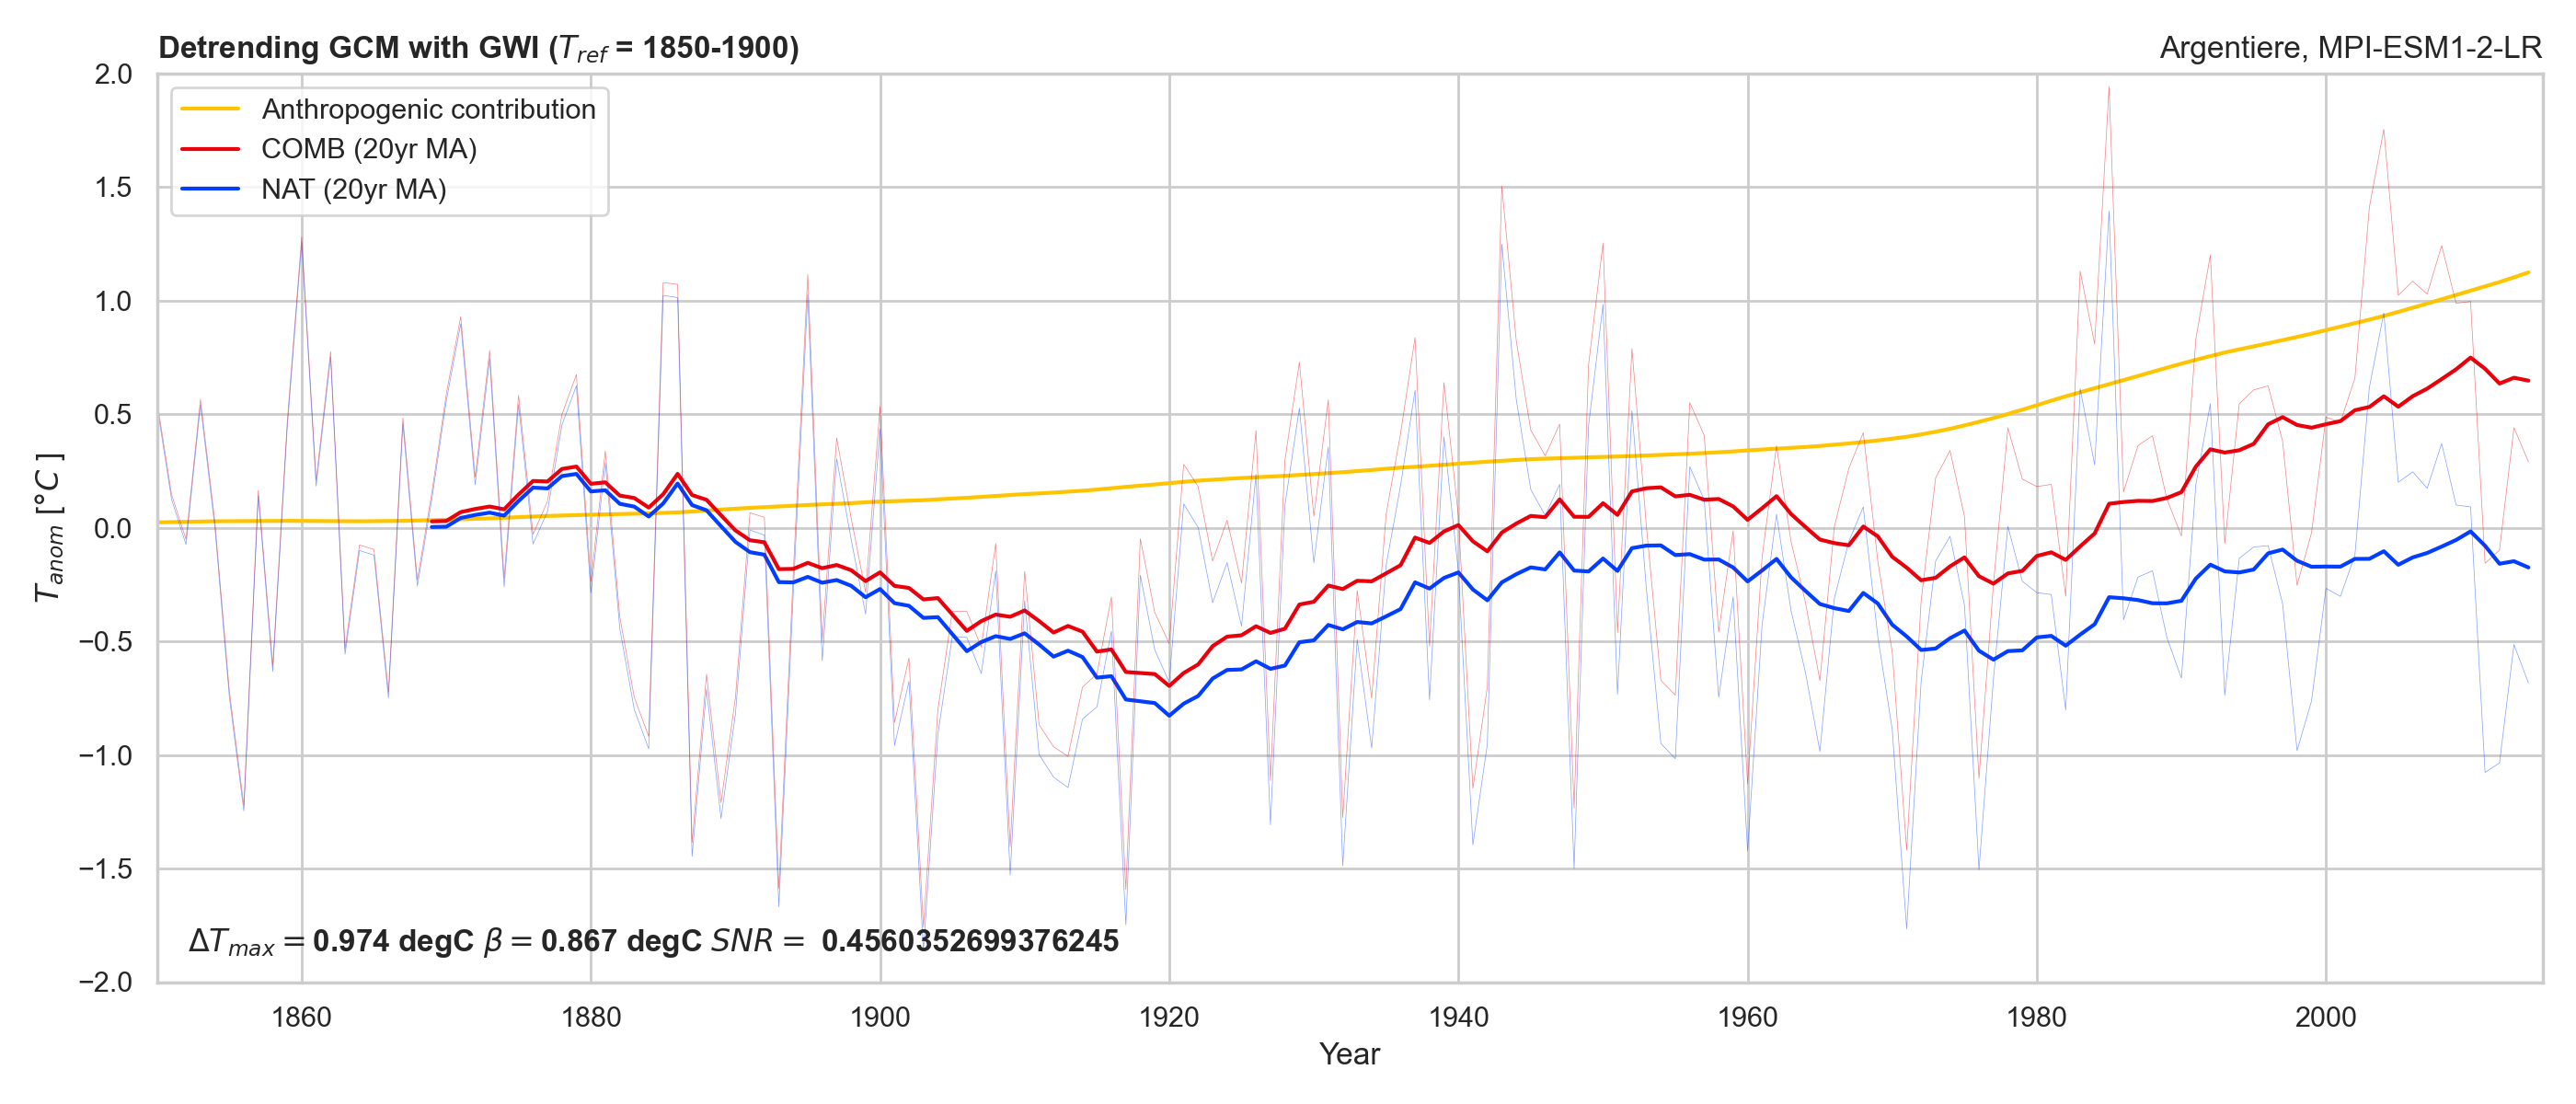 Detrending GCM with GWI (T_ref = 1850-1900)
Argentiere, MPI-ESM1-2-LR
Anthropogenic contribution
COMB (20yr MA)
NAT (20yr MA)
2.0
1.5
1.0
0.5
0.0
−0.5
−1.0
−1.5
−2.0
T_anom [°C ]
ΔT_max = 0.974 degC β = 0.867 degC SNR = 0.4560352699376245
1860 1880 1900 1920 1940 1960 1980 2000
Year